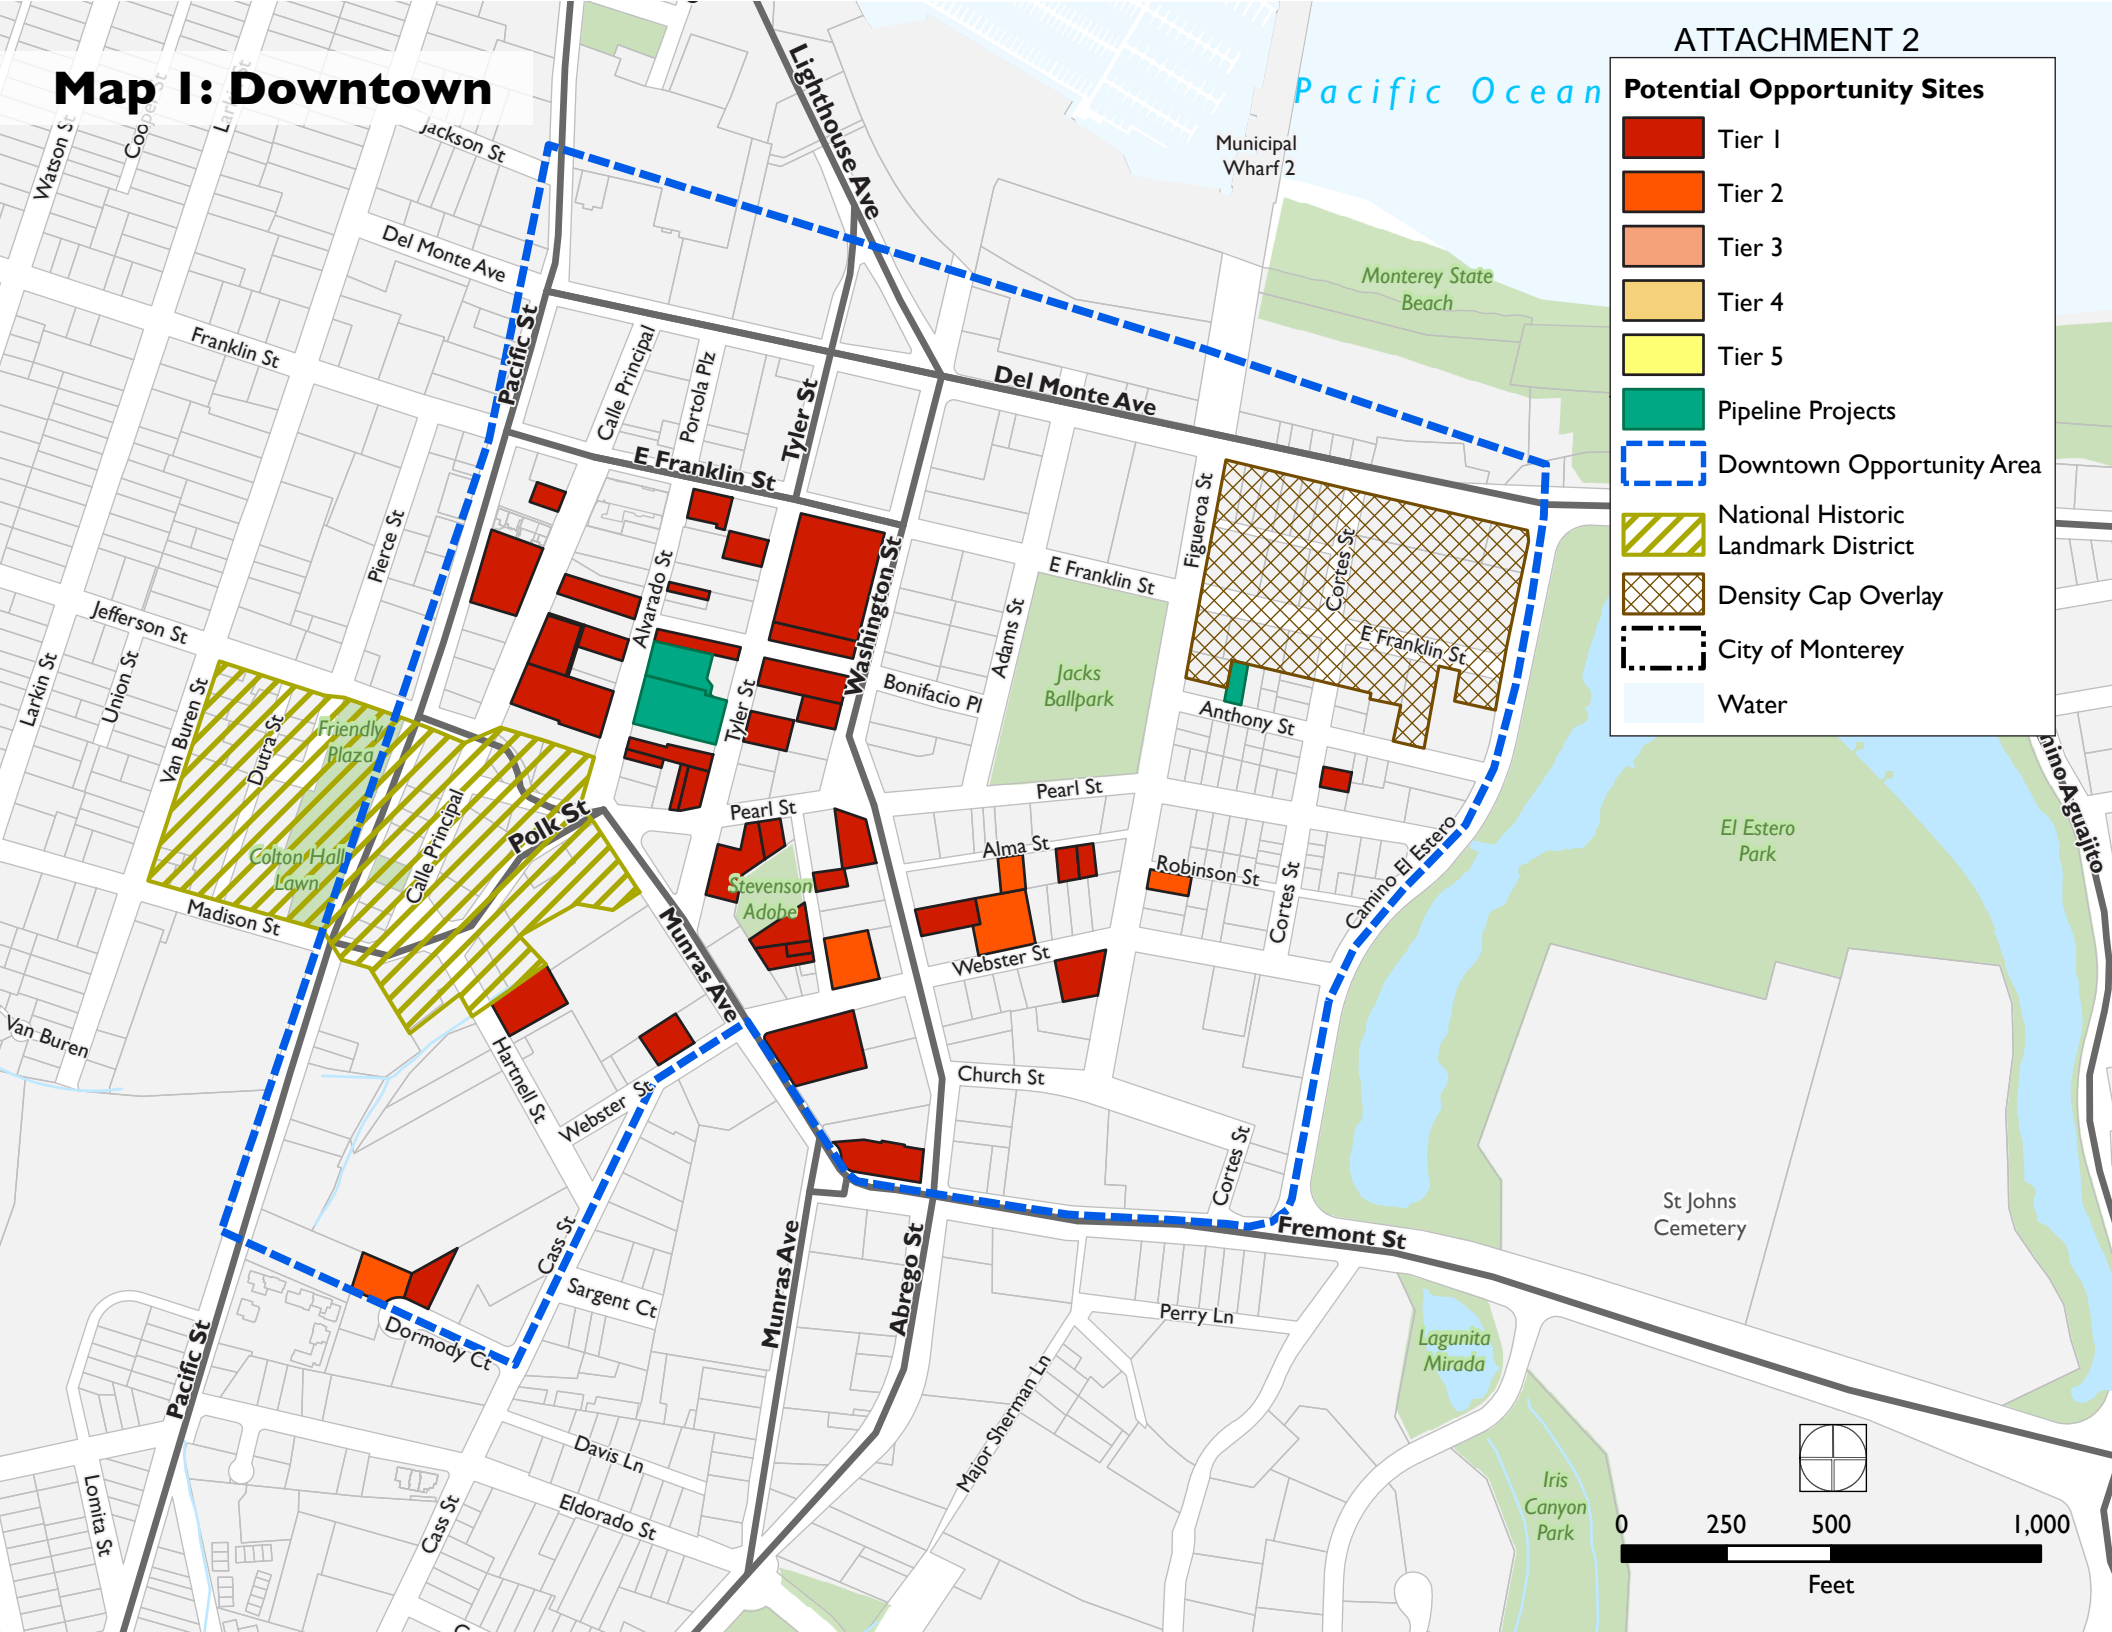 ATTACHMENT 2
Map 1: Downtown
Potential Opportunity Sites
Tier 1
Tier 2
Tier 3
Tier 4
Tier 5
Pipeline Projects
Downtown Opportunity Area
National Historic
Landmark District
Density Cap Overlay
City of Monterey
Water
Pacific Ocean
Municipal
Wharf 2
Monterey State
Beach
Lighthouse Ave
Jackson St
Watson St
Del Monte Ave
Franklin St
Pacific St
Calle Principal
Portola Plz
Tyler St
Del Monte Ave
E Franklin St
Figueroa St
Cortes St
E Franklin St
E Franklin St
Pierce St
Alvarado St
Washington St
Adams St
Jacks
Ballpark
Jefferson St
Larkin St
Union St
Van Buren St
Dutra St
Friendly
Plaza
Bonifacio Pl
Tyler St
Anthony St
Colton Hall
Lawn
Calle Principal
Polk St
Pearl St
Pearl St
Madison St
Stevenson
Adobe
Alma St
Robinson St
Cortes St
Camino El Estero
El Estero
Park
mino Aguajito
Munras Ave
Webster St
Van Buren
Hartnell St
Webster St
Church St
Cortes St
St Johns
Cemetery
Fremont St
Cass St
Sargent Ct
Munras Ave
Abrego St
Perry Ln
Dormody Ct
Lagunita
Mirada
Pacific St
Major Sherman Ln
Davis Ln
Eldorado St
Lomita St
Cass St
Iris
Canyon
Park
0 250 500 1,000
Feet